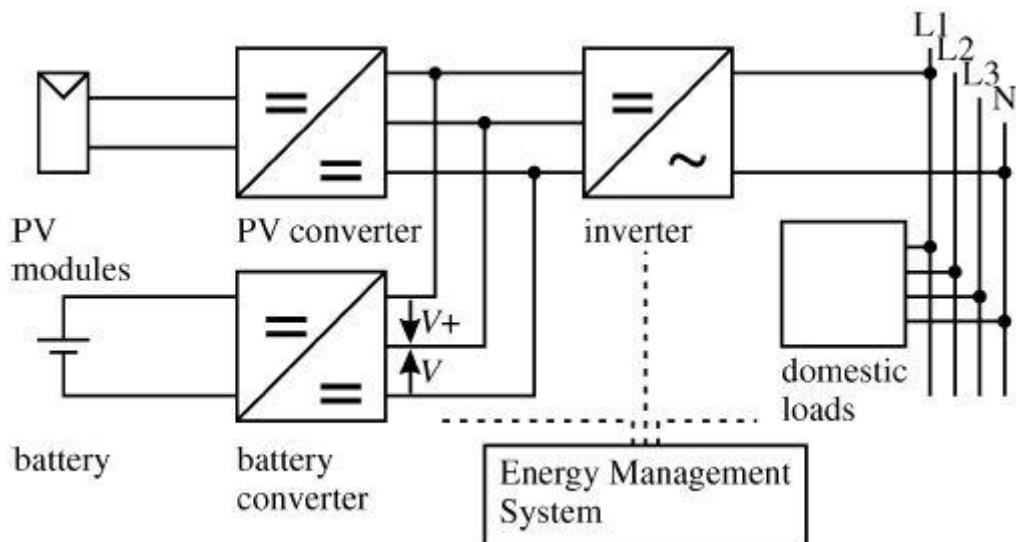 L1
L2
L3
N
PV
modules
PV converter
inverter
V+
V
domestic
loads
battery
battery
converter
Energy Management
System